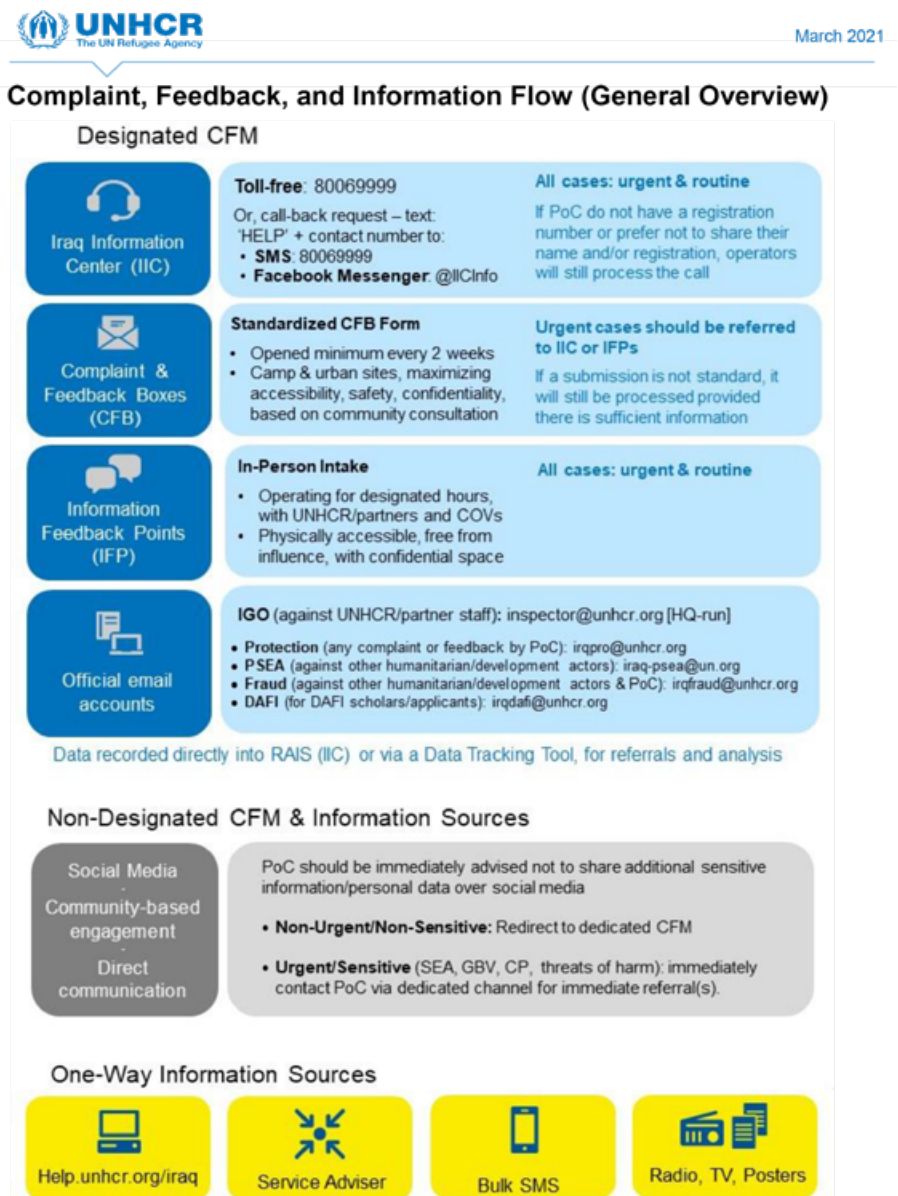 UNHCR
The UN Refugee Agency
March 2021
Complaint, Feedback, and Information Flow (General Overview)
Designated CFM
Iraq Information
Center (IIC)
Toll-free: 80069999
Or, call-back request – text:
'HELP' + contact number to:
• SMS: 80069999
• Facebook Messenger: @IICInfo
All cases: urgent & routine
If PoC do not have a registration
number or prefer not to share their
name and/or registration, operators
will still process the call
Complaint &
Feedback Boxes
(CFB)
Standardized CFB Form
• Opened minimum every 2 weeks
• Camp & urban sites, maximizing
accessibility, safety, confidentiality,
based on community consultation
Urgent cases should be referred
to IIC or IFPs
If a submission is not standard, it
will still be processed provided
there is sufficient information
Information
Feedback Points
(IFP)
In-Person Intake
• Operating for designated hours,
with UNHCR/partners and COVs
• Physically accessible, free from
influence, with confidential space
All cases: urgent & routine
Official email
accounts
IGO (against UNHCR/partner staff): inspector@unhcr.org [HQ-run]
• Protection (any complaint or feedback by PoC): irqpro@unhcr.org
• PSEA (against other humanitarian/development actors): iraq-psea@un.org
• Fraud (against other humanitarian/development actors & PoC): irqfraud@unhcr.org
• DAFI (for DAFI scholars/applicants): irqdafi@unhcr.org
Data recorded directly into RAIS (IIC) or via a Data Tracking Tool, for referrals and analysis
Non-Designated CFM & Information Sources
Social Media
-
Community-based
engagement
-
Direct
communication
PoC should be immediately advised not to share additional sensitive
information/personal data over social media
• Non-Urgent/Non-Sensitive: Redirect to dedicated CFM
• Urgent/Sensitive (SEA, GBV, CP, threats of harm): immediately
contact PoC via dedicated channel for immediate referral(s).
One-Way Information Sources
Help.unhcr.org/iraq
Service Adviser
Bulk SMS
Radio, TV, Posters